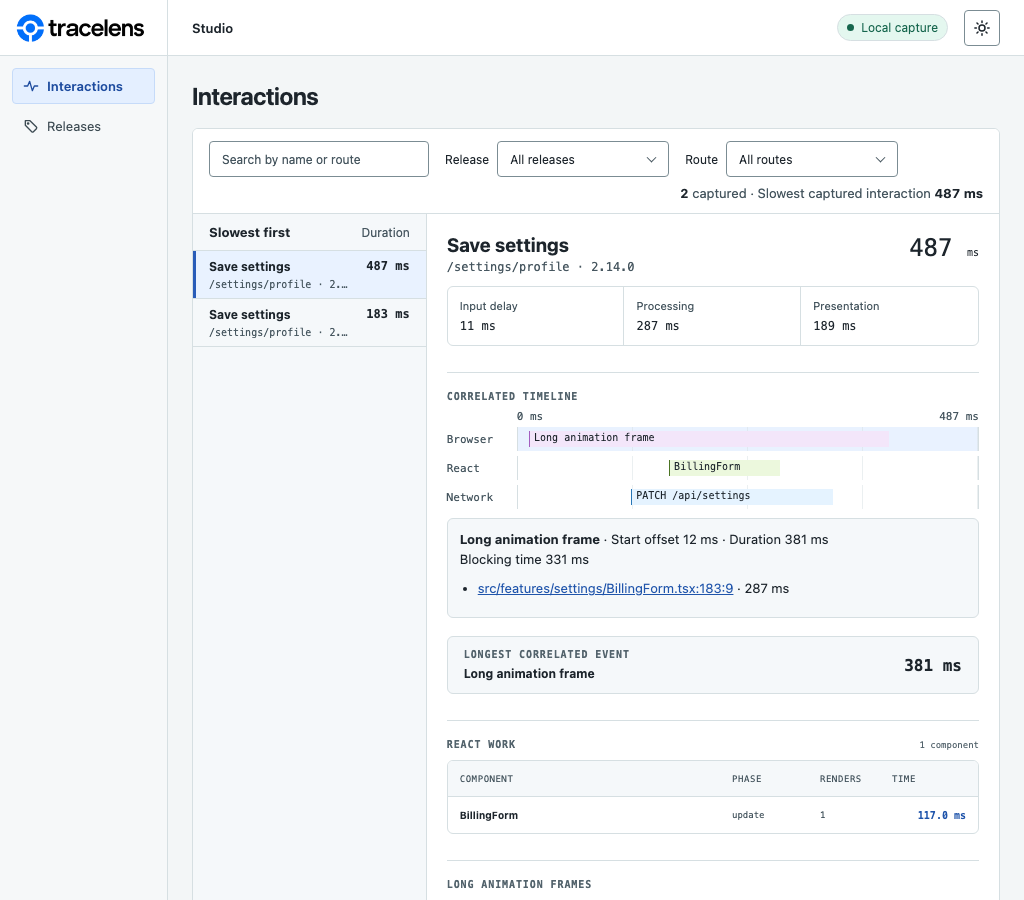 tracelens
Studio
Local capture
Interactions
Releases
Interactions
Search by name or route
Release
All releases
Route
All routes
2 captured · Slowest captured interaction 487 ms
Slowest first
Duration
Save settings
487 ms
/settings/profile · 2.…
Save settings
183 ms
/settings/profile · 2.…
Save settings
487 ms
/settings/profile · 2.14.0
Input delay
11 ms
Processing
287 ms
Presentation
189 ms
CORRELATED TIMELINE
0 ms
487 ms
Browser
Long animation frame
React
BillingForm
Network
PATCH /api/settings
Long animation frame · Start offset 12 ms · Duration 381 ms
Blocking time 331 ms
• src/features/settings/BillingForm.tsx:183:9 · 287 ms
LONGEST CORRELATED EVENT
Long animation frame
381 ms
REACT WORK
1 component
COMPONENT
PHASE
RENDERS
TIME
BillingForm
update
1
117.0 ms
LONG ANIMATION FRAMES